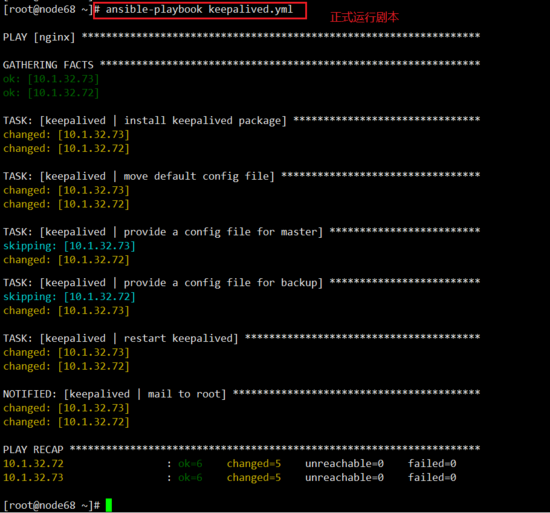 [root@node68 ~]# ansible-playbook keepalived.yml 正式运行剧本
PLAY [nginx] ******************************************************************
GATHERING FACTS ***************************************************************
ok: [10.1.32.73]
ok: [10.1.32.72]
TASK: [keepalived | install keepalived package] *******************************
changed: [10.1.32.73]
changed: [10.1.32.72]
TASK: [keepalived | move default config file] *********************************
changed: [10.1.32.73]
changed: [10.1.32.72]
TASK: [keepalived | provide a config file for master] *************************
skipping: [10.1.32.73]
changed: [10.1.32.72]
TASK: [keepalived | provide a config file for backup] *************************
skipping: [10.1.32.72]
changed: [10.1.32.73]
TASK: [keepalived | restart keepalived] ***************************************
changed: [10.1.32.73]
changed: [10.1.32.72]
NOTIFIED: [keepalived | mail to root] *****************************************
changed: [10.1.32.73]
changed: [10.1.32.72]
PLAY RECAP ********************************************************************
10.1.32.72 : ok=6 changed=5 unreachable=0 failed=0
10.1.32.73 : ok=6 changed=5 unreachable=0 failed=0
[root@node68 ~]#